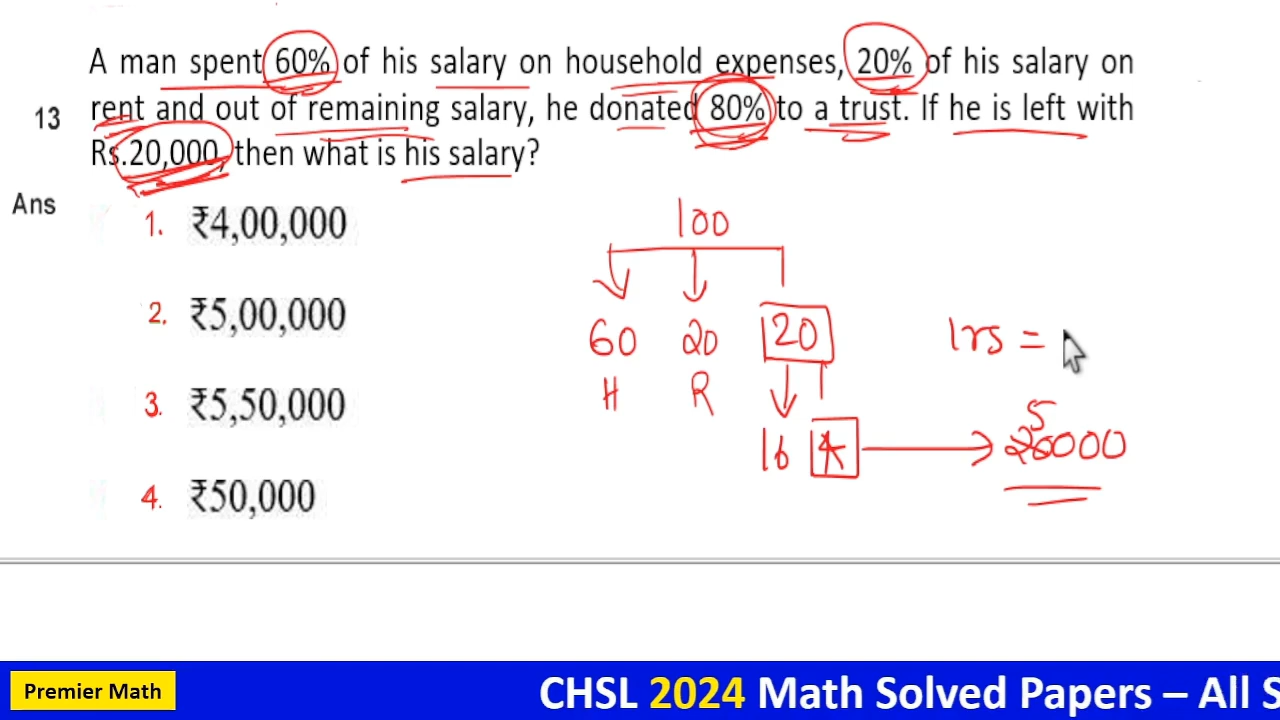 A man spent 60% of his salary on household expenses, 20% of his salary on
13 rent and out of remaining salary, he donated 80% to a trust. If he is left with
Rs.20,000, then what is his salary?
Ans
1. ₹4,00,000
2. ₹5,00,000
3. ₹5,50,000
4. ₹50,000
100
60 20 20
H R
16 4 20000
5
1rs =
Premier Math
CHSL 2024 Math Solved Papers – All S